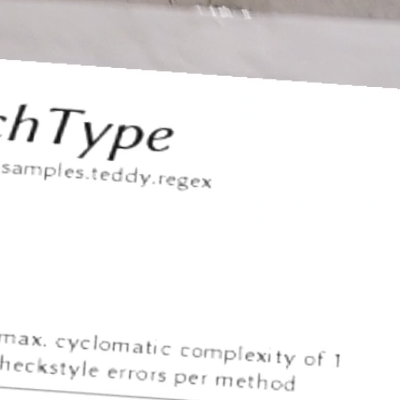 chType
samples.teddy.regex
max. cyclomatic complexity of 1
heckstyle errors per method